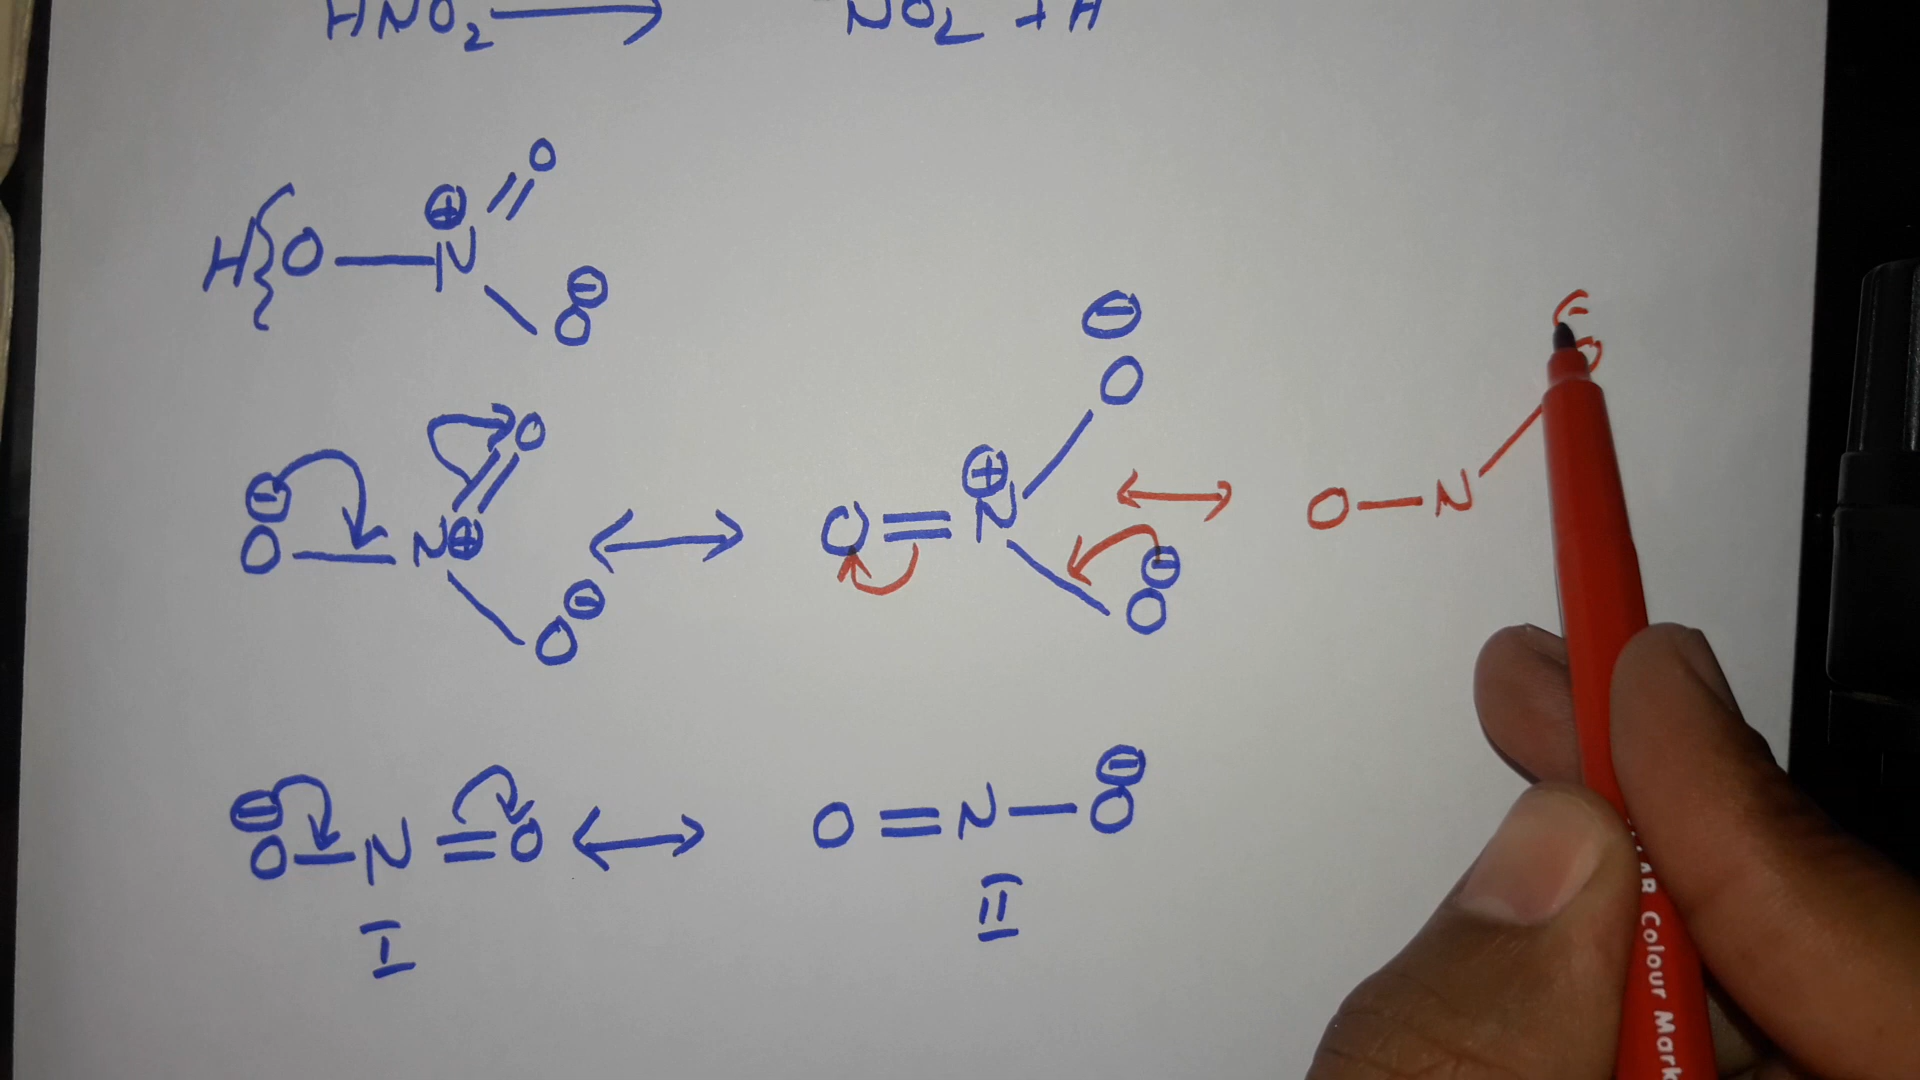 HNO2 → NO2 + H
H O — N ⊕ = O
O ⊖
⊖ O — N ⊕ = O ↔ O = N ⊕ O ⊖ ↔ O — N
O ⊖ O ⊖
⊖ O — N = O ↔ O = N — O ⊖
I II
Colour Mark